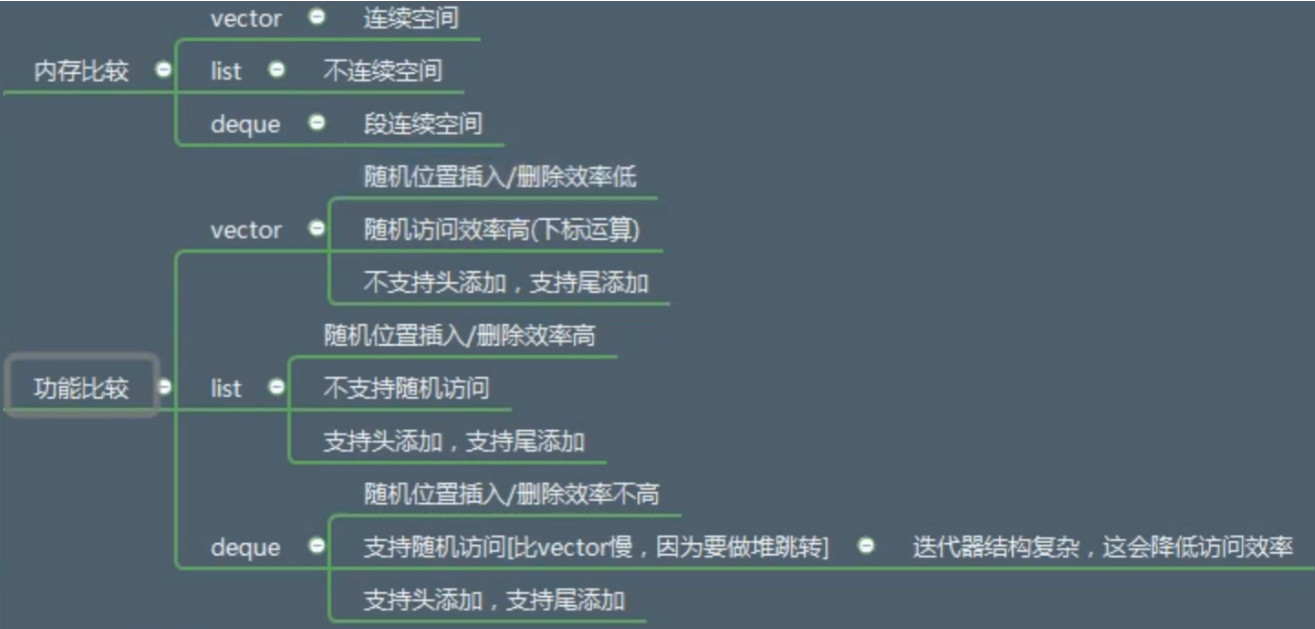 vector 连续空间
内存比较 list 不连续空间
deque 段连续空间
随机位置插入/删除效率低
vector 随机访问效率高(下标运算)
不支持头添加，支持尾添加
随机位置插入/删除效率高
功能比较 list 不支持随机访问
支持头添加，支持尾添加
随机位置插入/删除效率不高
deque 支持随机访问[比vector慢，因为要做堆跳转] 迭代器结构复杂，这会降低访问效率
支持头添加，支持尾添加